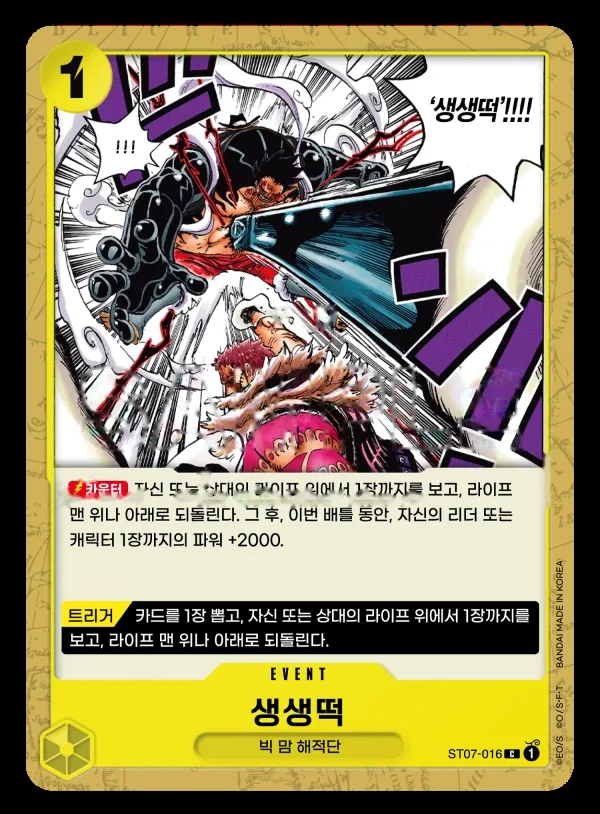 1
!!!
'생생떡'!!!!
카운터 자신 또는 상대의 라이프 위에서 1장까지를 보고, 라이프
맨 위나 아래로 되돌린다. 그 후, 이번 배틀 동안, 자신의 리더 또는
캐릭터 1장까지의 파워 +2000.
트리거 카드를 1장 뽑고, 자신 또는 상대의 라이프 위에서 1장까지를
보고, 라이프 맨 위나 아래로 되돌린다.
EVENT
생생떡
빅 맘 해적단
ST07-016 C 1
©E.O/S. ©O/S·F·T BANDAI MADE IN KOREA